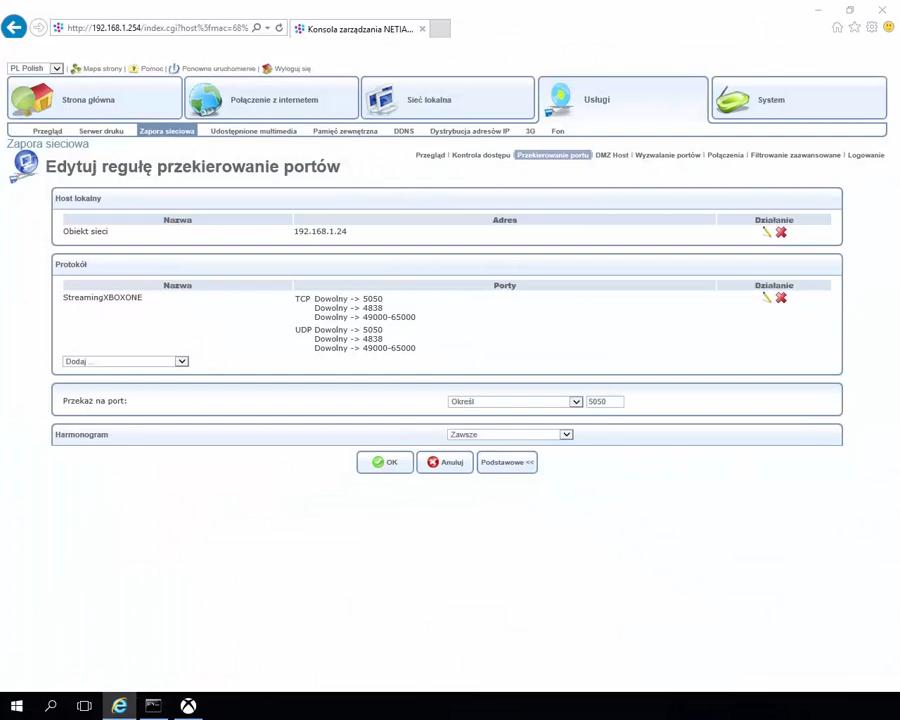 http://192.168.1.254/index.cgi?host%5fmac=68%
Konsola zarządzania NETIA...
PL Polish
Mapa strony
Pomoc
Ponowne uruchomienie
Wyloguj się
Strona główna
Połączenie z internetem
Sieć lokalna
Usługi
System
Przegląd
Serwer druku
Zapora sieciowa
Udostępnione multimedia
Pamięć zewnętrzna
DDNS
Dystrybucja adresów IP
3G
Fon
Zapora sieciowa
Przegląd | Kontrola dostępu | Przekierowanie portu | DMZ Host | Wyzwalanie portów | Połączenia | Filtrowanie zaawansowane | Logowanie
Edytuj regułę przekierowanie portów
Host lokalny
Nazwa Adres Działanie
Obiekt sieci 192.168.1.24
Protokół
Nazwa Porty Działanie
StreamingXBOXONE TCP Dowolny -> 5050
Dowolny -> 4838
Dowolny -> 49000-65000
UDP Dowolny -> 5050
Dowolny -> 4838
Dowolny -> 49000-65000
Dodaj ...
Przekaż na port: Określ 5050
Harmonogram Zawsze
OK Anuluj Podstawowe <<